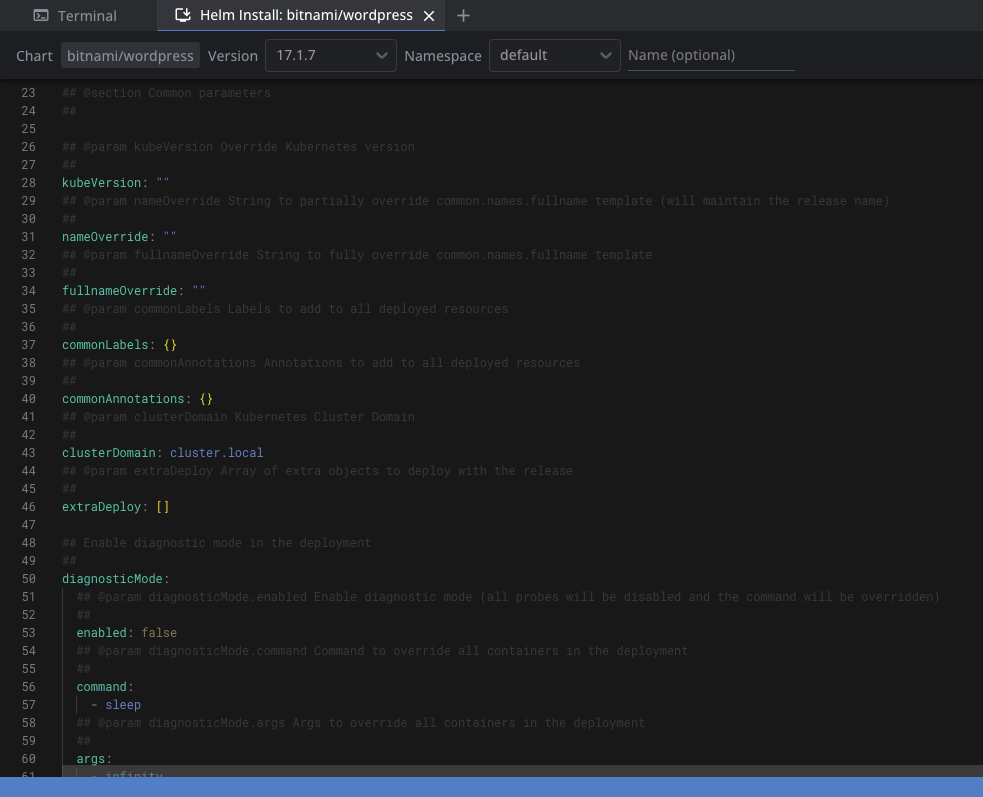 Terminal
Helm Install: bitnami/wordpress
Chart bitnami/wordpress Version 17.1.7 Namespace default Name (optional)
23 ## @section Common parameters
24 ##
25
26 ## @param kubeVersion Override Kubernetes version
27 ##
28 kubeVersion: ""
29 ## @param nameOverride String to partially override common.names.fullname template (will maintain the release name)
30 ##
31 nameOverride: ""
32 ## @param fullnameOverride String to fully override common.names.fullname template
33 ##
34 fullnameOverride: ""
35 ## @param commonLabels Labels to add to all deployed resources
36 ##
37 commonLabels: {}
38 ## @param commonAnnotations Annotations to add to all deployed resources
39 ##
40 commonAnnotations: {}
41 ## @param clusterDomain Kubernetes Cluster Domain
42 ##
43 clusterDomain: cluster.local
44 ## @param extraDeploy Array of extra objects to deploy with the release
45 ##
46 extraDeploy: []
47
48 ## Enable diagnostic mode in the deployment
49 ##
50 diagnosticMode:
51 ## @param diagnosticMode.enabled Enable diagnostic mode (all probes will be disabled and the command will be overridden)
52 ##
53 enabled: false
54 ## @param diagnosticMode.command Command to override all containers in the deployment
55 ##
56 command:
57 - sleep
58 ## @param diagnosticMode.args Args to override all containers in the deployment
59 ##
60 args:
61 - infinity